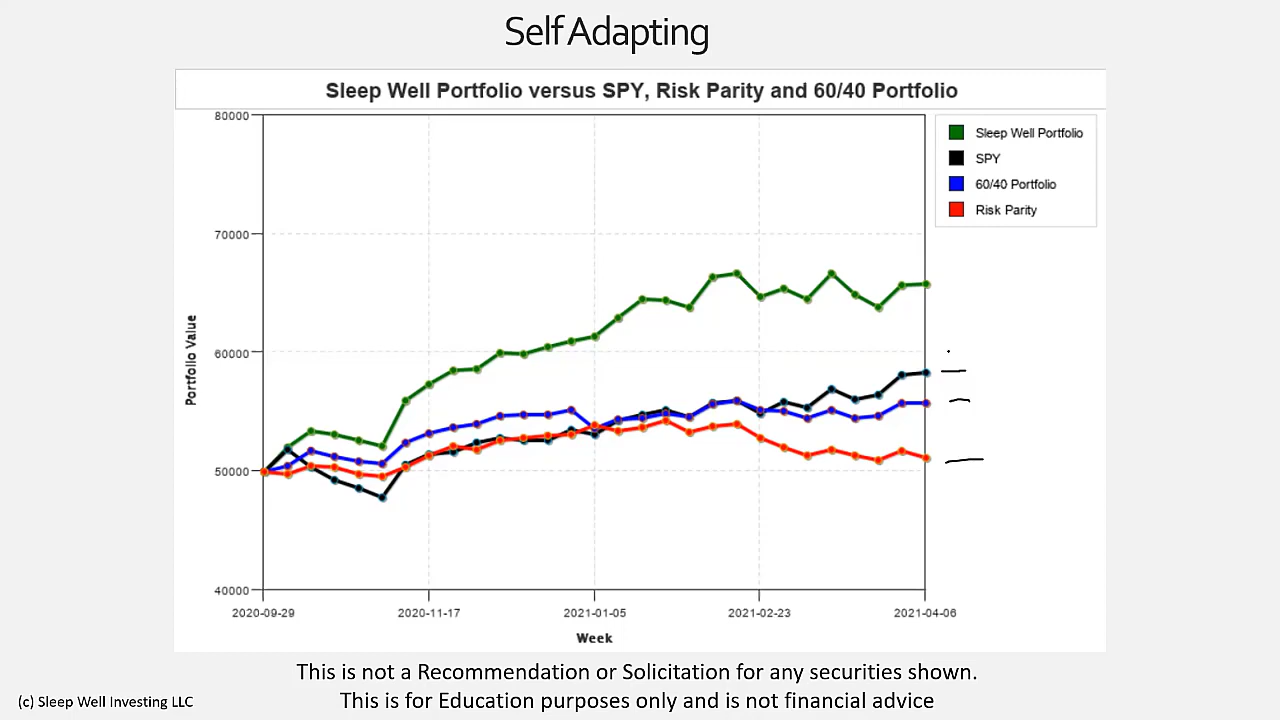 Self Adapting
Sleep Well Portfolio versus SPY, Risk Parity and 60/40 Portfolio
80000
70000
60000
50000
40000
Portfolio Value
2020-09-29
2020-11-17
2021-01-05
2021-02-23
2021-04-06
Week
Sleep Well Portfolio
SPY
60/40 Portfolio
Risk Parity
This is not a Recommendation or Solicitation for any securities shown.
This is for Education purposes only and is not financial advice
(c) Sleep Well Investing LLC